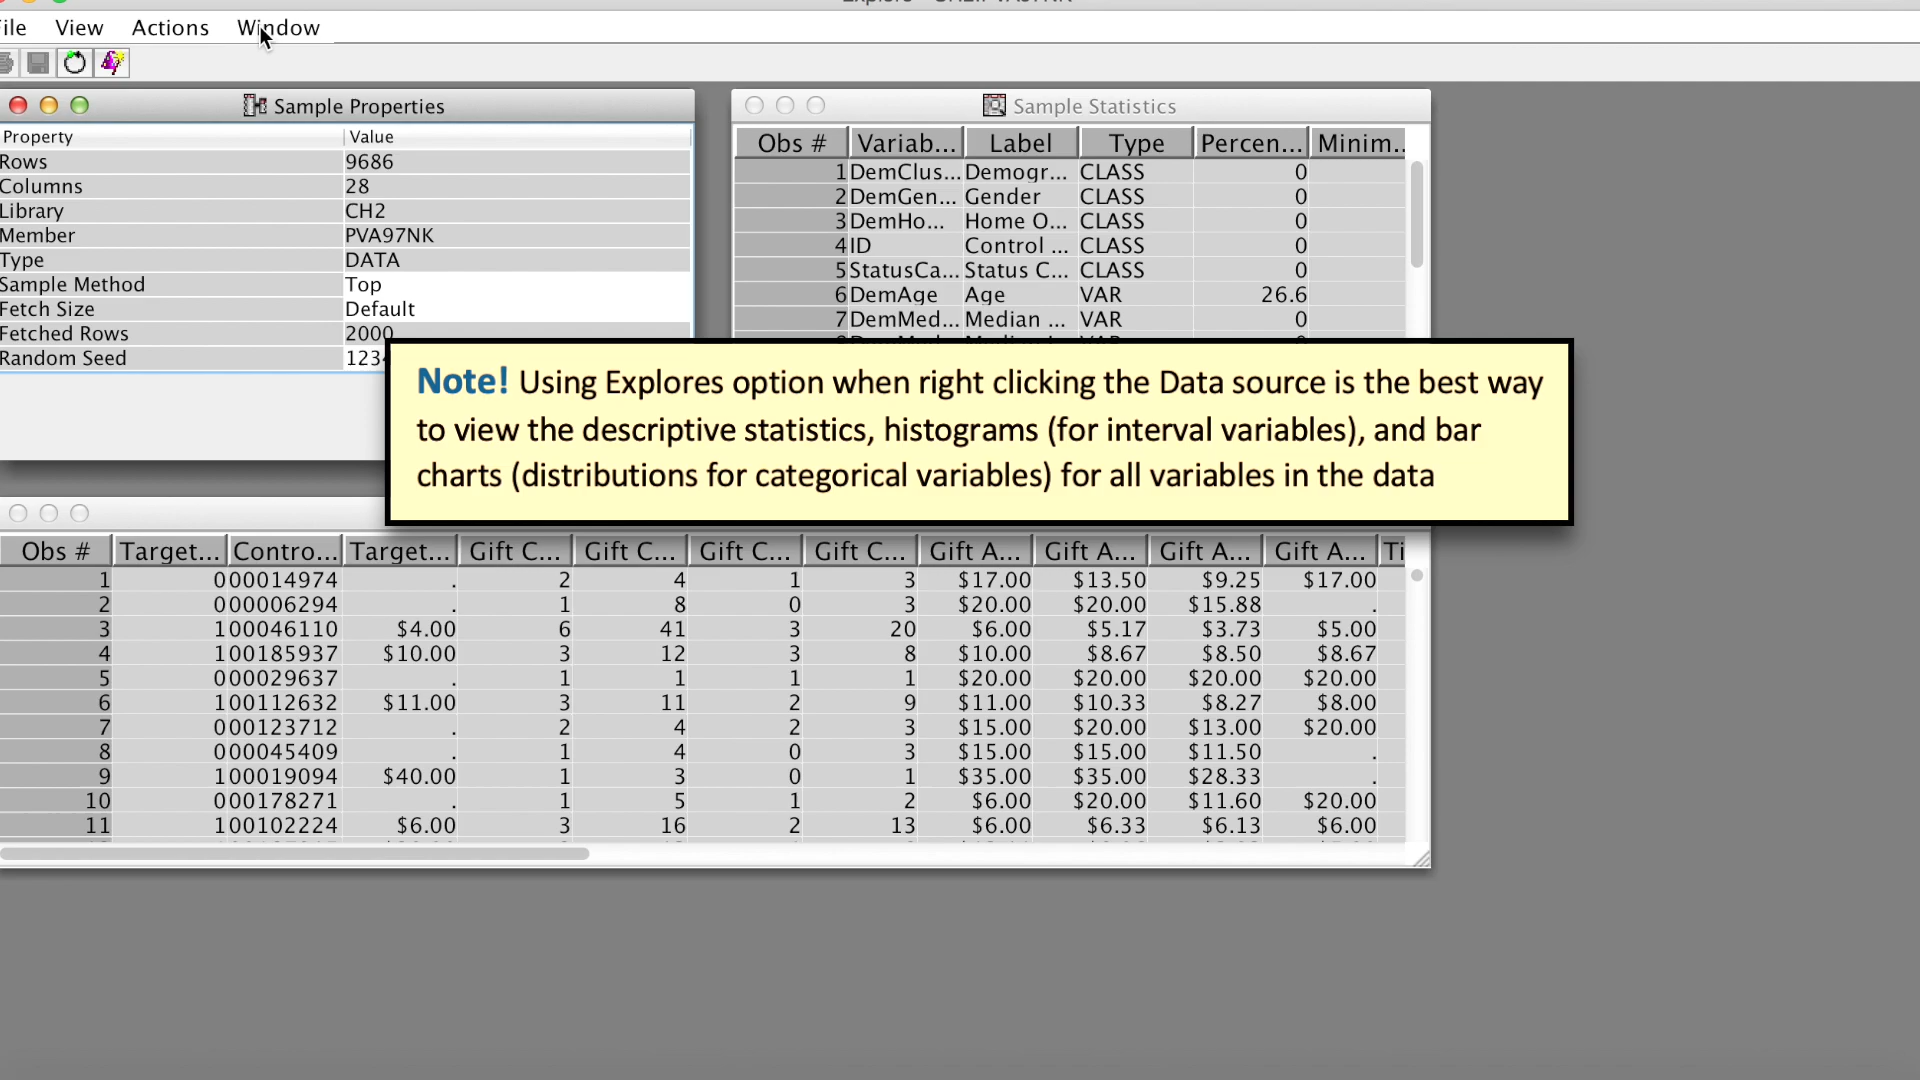 ile View Actions Window
Sample Properties
Property Value
Rows 9686
Columns 28
Library CH2
Member PVA97NK
Type DATA
Sample Method Top
Fetch Size Default
Fetched Rows 2000
Random Seed 123
Sample Statistics
Obs # Variab... Label Type Percen... Minim..
1 DemClus... Demogr... CLASS 0
2 DemGen... Gender CLASS 0
3 DemHo... Home O... CLASS 0
4 ID Control ... CLASS 0
5 StatusCa... Status C... CLASS 0
6 DemAge Age VAR 26.6
7 DemMed... Median ... VAR 0
Note! Using Explores option when right clicking the Data source is the best way
to view the descriptive statistics, histograms (for interval variables), and bar
charts (distributions for categorical variables) for all variables in the data
Obs # Target... Contro... Target... Gift C... Gift C... Gift C... Gift C... Gift A... Gift A... Gift A... Gift A... Ti
1 000014974 . 2 4 1 3 $17.00 $13.50 $9.25 $17.00
2 000006294 . 1 8 0 3 $20.00 $20.00 $15.88 .
3 100046110 $4.00 6 41 3 20 $6.00 $5.17 $3.73 $5.00
4 100185937 $10.00 3 12 3 8 $10.00 $8.67 $8.50 $8.67
5 000029637 . 1 1 1 1 $20.00 $20.00 $20.00 $20.00
6 100112632 $11.00 3 11 2 9 $11.00 $10.33 $8.27 $8.00
7 000123712 . 2 4 2 3 $15.00 $20.00 $13.00 $20.00
8 000045409 . 1 4 0 3 $15.00 $15.00 $11.50 .
9 100019094 $40.00 1 3 0 1 $35.00 $35.00 $28.33 .
10 000178271 . 1 5 1 2 $6.00 $20.00 $11.60 $20.00
11 100102224 $6.00 3 16 2 13 $6.00 $6.33 $6.13 $6.00